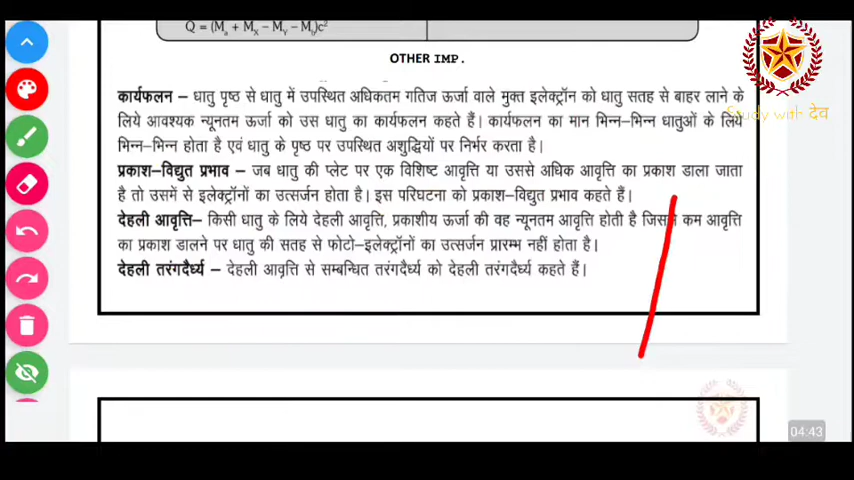 Q = (Mₐ + Mₓ − Mᵧ − M_b)c²
OTHER IMP.
कार्यफलन – धातु पृष्ठ से धातु में उपस्थित अधिकतम गतिज ऊर्जा वाले मुक्त इलेक्ट्रॉन को धातु सतह से बाहर लाने के
लिये आवश्यक न्यूनतम ऊर्जा को उस धातु का कार्यफलन कहते हैं। कार्यफलन का मान भिन्न–भिन्न धातुओं के लिये
भिन्न–भिन्न होता है एवं धातु के पृष्ठ पर उपस्थित अशुद्धियों पर निर्भर करता है।
प्रकाश–विद्युत प्रभाव – जब धातु की प्लेट पर एक विशिष्ट आवृत्ति या उससे अधिक आवृत्ति का प्रकाश डाला जाता
है तो उसमें से इलेक्ट्रॉनों का उत्सर्जन होता है। इस परिघटना को प्रकाश–विद्युत प्रभाव कहते हैं।
देहली आवृत्ति– किसी धातु के लिये देहली आवृत्ति, प्रकाशीय ऊर्जा की वह न्यूनतम आवृत्ति होती है जिससे कम आवृत्ति
का प्रकाश डालने पर धातु की सतह से फोटो–इलेक्ट्रॉनों का उत्सर्जन प्रारम्भ नहीं होता है।
देहली तरंगदैर्ध्य – देहली आवृत्ति से सम्बन्धित तरंगदैर्ध्य को देहली तरंगदैर्ध्य कहते हैं।
Study with देव
04:43